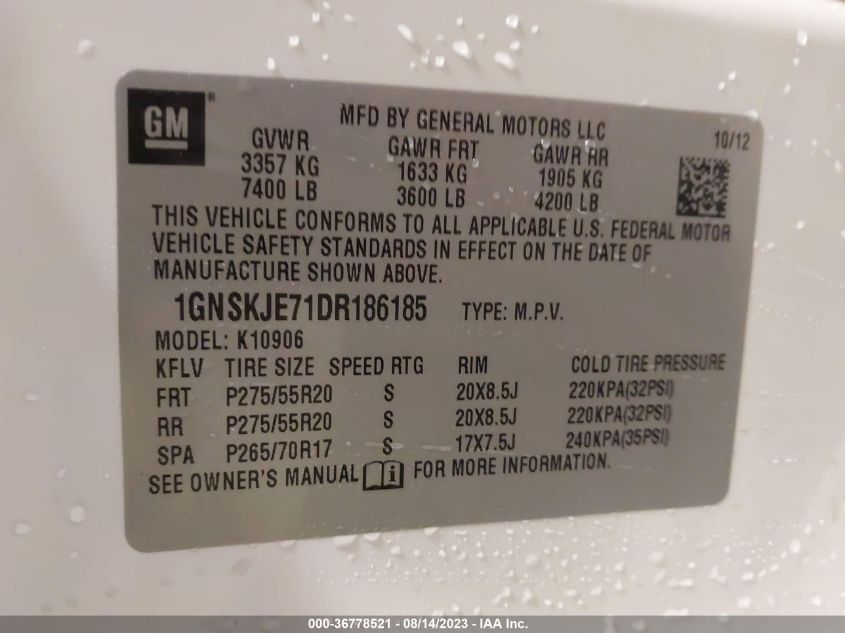 GM®
MFD BY GENERAL MOTORS LLC
10/12
GVWR GAWR FRT GAWR RR
3357 KG 1633 KG 1905 KG
7400 LB 3600 LB 4200 LB
THIS VEHICLE CONFORMS TO ALL APPLICABLE U.S. FEDERAL MOTOR
VEHICLE SAFETY STANDARDS IN EFFECT ON THE DATE OF
MANUFACTURE SHOWN ABOVE.
1GNSKJE71DR186185 TYPE: M.P.V.
MODEL: K10906
KFLV TIRE SIZE SPEED RTG RIM COLD TIRE PRESSURE
FRT P275/55R20 S 20X8.5J 220KPA(32PSI)
RR P275/55R20 S 20X8.5J 220KPA(32PSI)
SPA P265/70R17 S 17X7.5J 240KPA(35PSI)
SEE OWNER'S MANUAL FOR MORE INFORMATION.
000-36778521 - 08/14/2023 - IAA Inc.